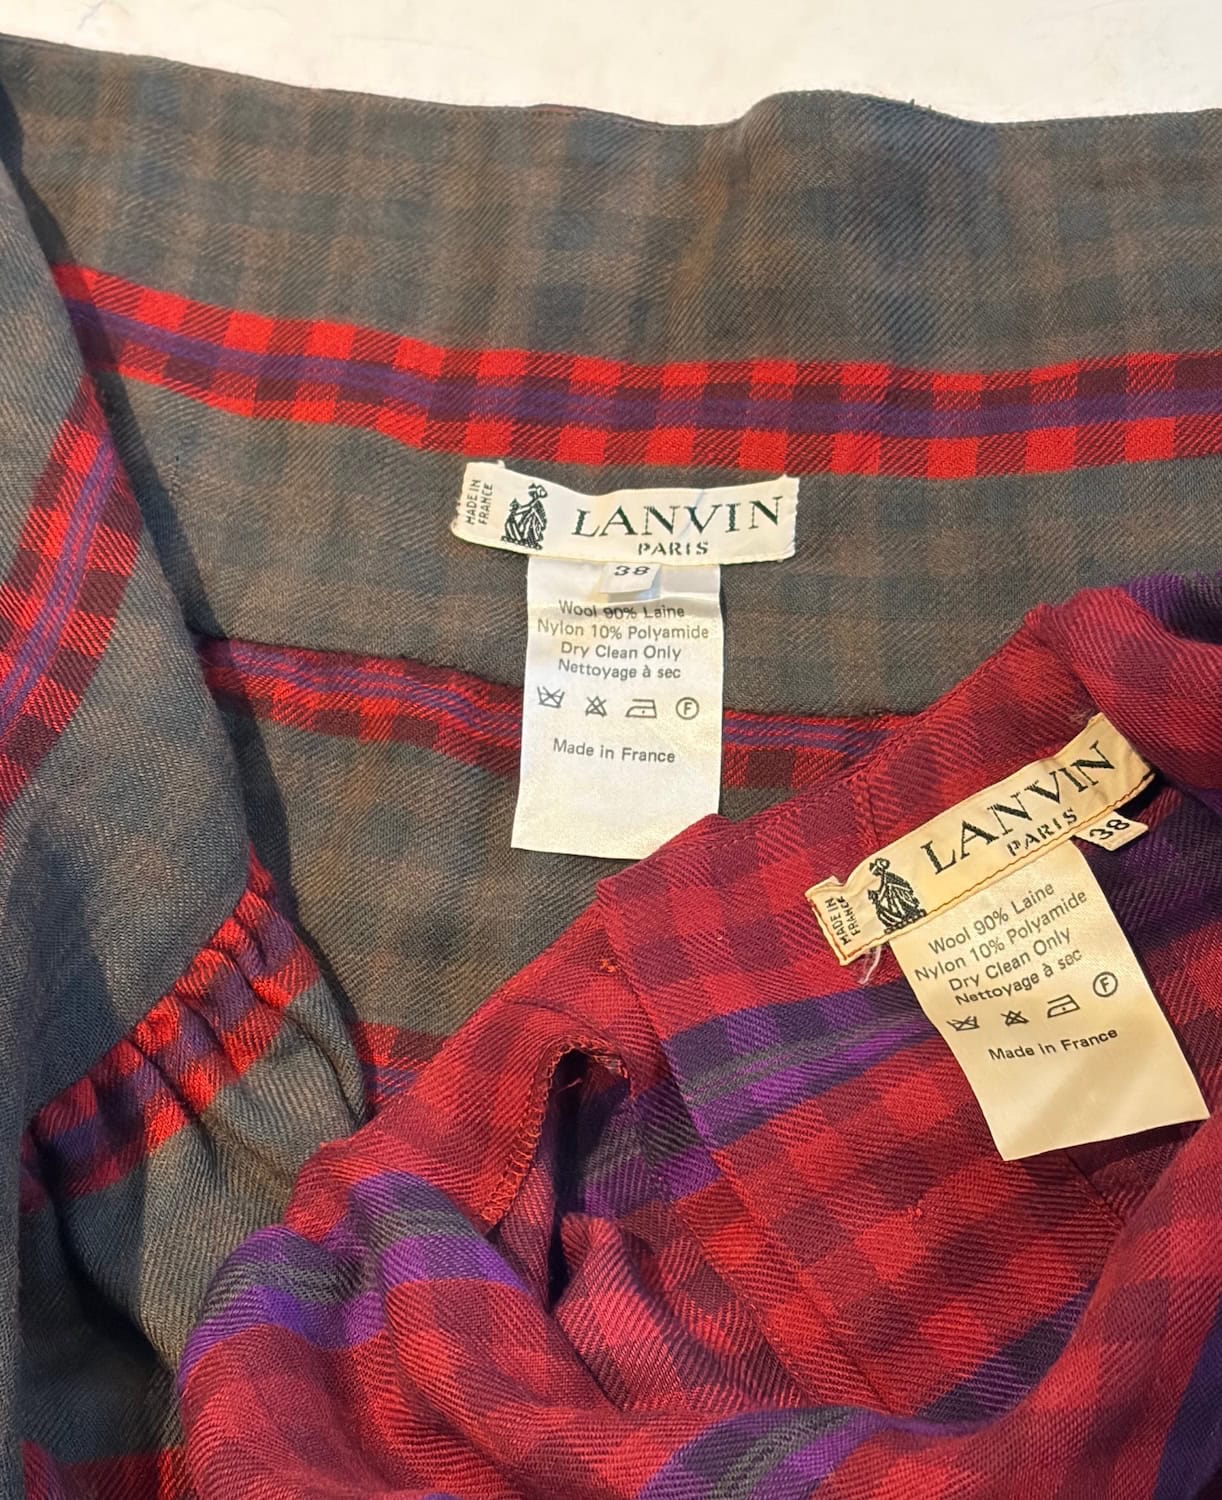 MADE IN
FRANCE
LANVIN
PARIS
38
Wool 90% Laine
Nylon 10% Polyamide
Dry Clean Only
Nettoyage à sec
F
Made in France
MADE IN
FRANCE
LANVIN
PARIS
38
Wool 90% Laine
Nylon 10% Polyamide
Dry Clean Only
Nettoyage à sec
F
Made in France